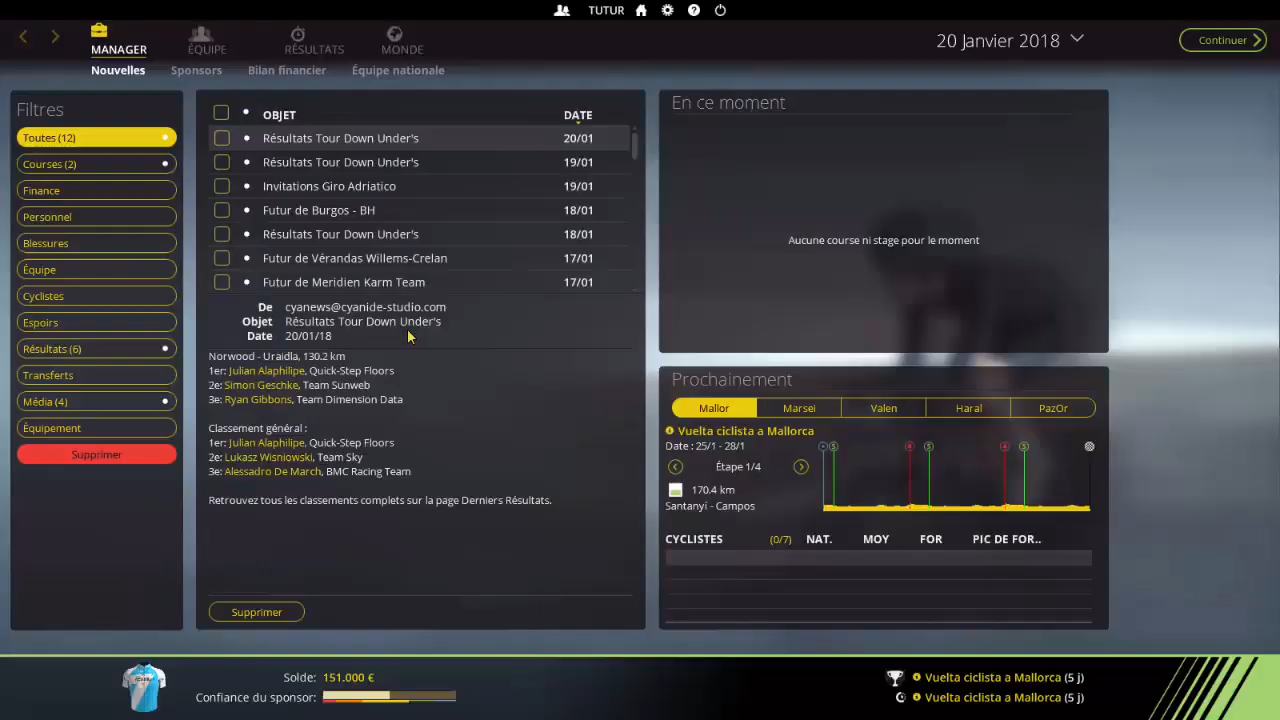 TUTUR
MANAGER
ÉQUIPE
RÉSULTATS
MONDE
20 Janvier 2018
Continuer
Nouvelles
Sponsors
Bilan financier
Équipe nationale
Filtres
Toutes (12)
Courses (2)
Finance
Personnel
Blessures
Équipe
Cyclistes
Espoirs
Résultats (6)
Transferts
Média (4)
Équipement
Supprimer
OBJET DATE
Résultats Tour Down Under's 20/01
Résultats Tour Down Under's 19/01
Invitations Giro Adriatico 19/01
Futur de Burgos - BH 18/01
Résultats Tour Down Under's 18/01
Futur de Vérandas Willems-Crelan 17/01
Futur de Meridien Karm Team 17/01
De cyanews@cyanide-studio.com
Objet Résultats Tour Down Under's
Date 20/01/18
Norwood - Uraidla, 130.2 km
1er: Julian Alaphilipe, Quick-Step Floors
2e: Simon Geschke, Team Sunweb
3e: Ryan Gibbons, Team Dimension Data
Classement général :
1er: Julian Alaphilipe, Quick-Step Floors
2e: Lukasz Wisniowski, Team Sky
3e: Alessadro De March, BMC Racing Team
Retrouvez tous les classements complets sur la page Derniers Résultats.
Supprimer
En ce moment
Aucune course ni stage pour le moment
Prochainement
Mallor Marsei Valen Haral PazOr
Vuelta ciclista a Mallorca
Date : 25/1 - 28/1
Étape 1/4
170.4 km
Santanyí - Campos
CYCLISTES (0/7) NAT. MOY FOR PIC DE FOR..
Solde: 151.000 €
Confiance du sponsor:
Vuelta ciclista a Mallorca (5 j)
Vuelta ciclista a Mallorca (5 j)